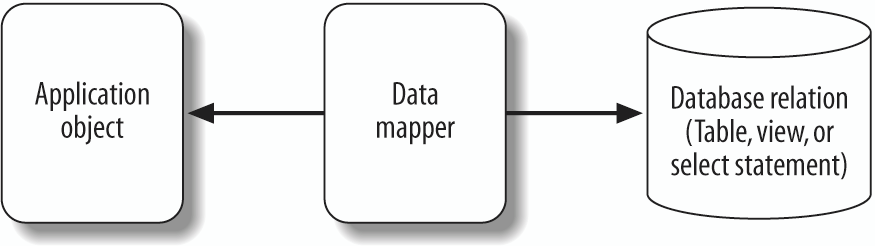 Application
object
Data
mapper
Database relation
(Table, view, or
select statement)